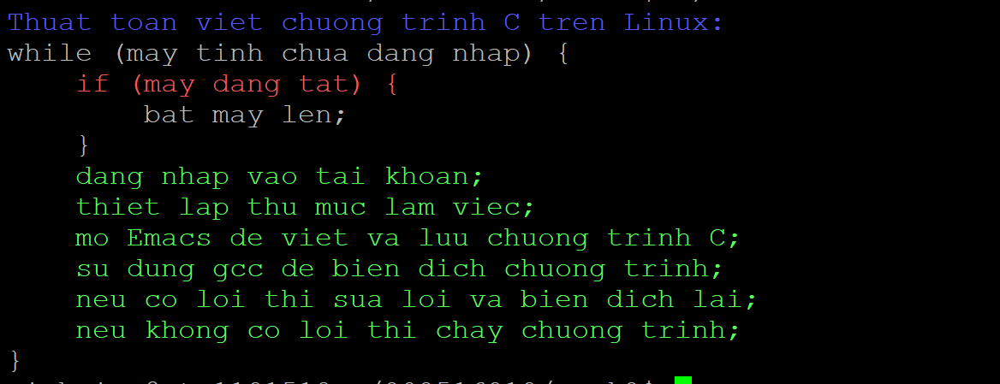 Thuat toan viet chuong trinh C tren Linux:
while (may tinh chua dang nhap) {
    if (may dang tat) {
        bat may len;
    }
    dang nhap vao tai khoan;
    thiet lap thu muc lam viec;
    mo Emacs de viet va luu chuong trinh C;
    su dung gcc de bien dich chuong trinh;
    neu co loi thi sua loi va bien dich lai;
    neu khong co loi thi chay chuong trinh;
}